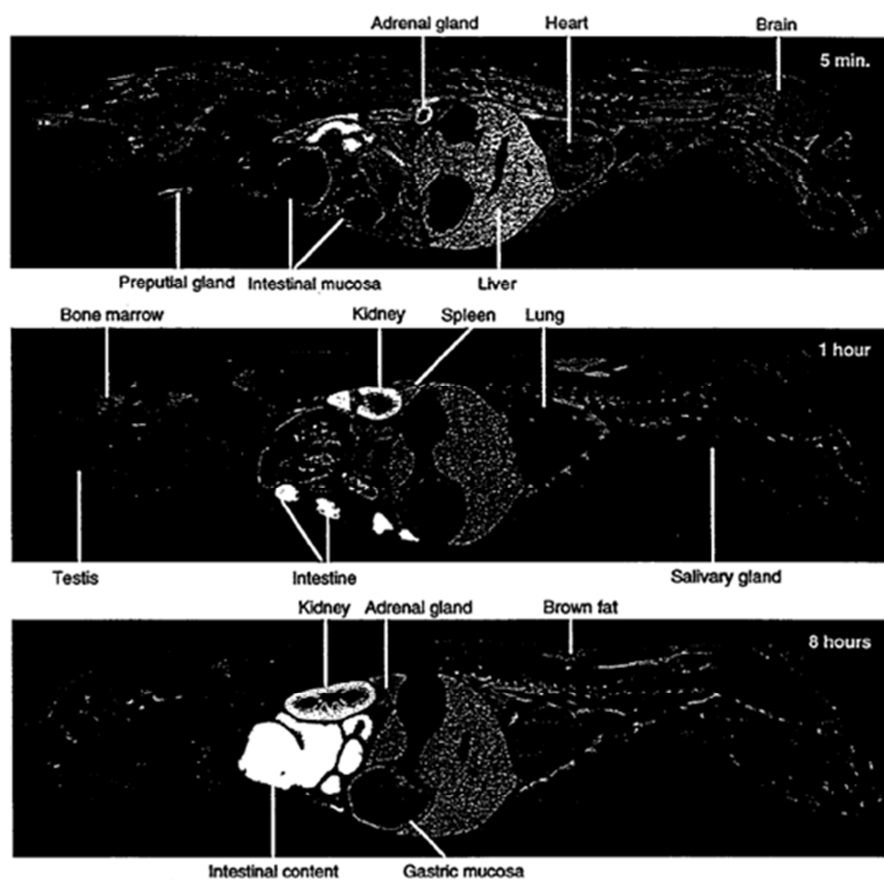 Adrenal gland Heart Brain
5 min.
Preputial gland Intestinal mucosa Liver
Bone marrow Kidney Spleen Lung
1 hour
Testis Intestine Salivary gland
Kidney Adrenal gland Brown fat
8 hours
Intestinal content Gastric mucosa